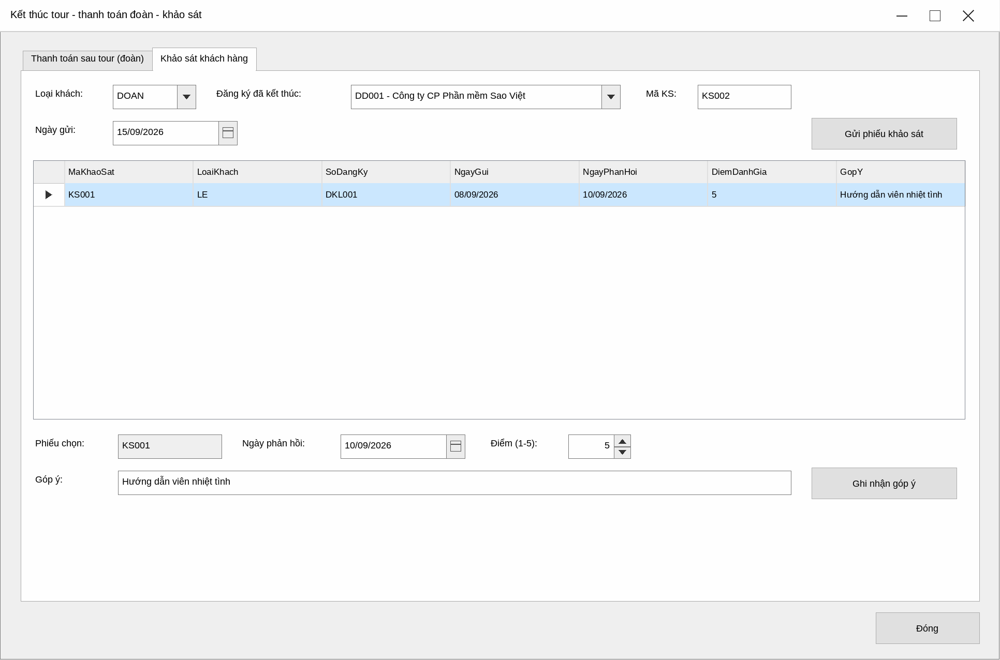 Kết thúc tour - thanh toán đoàn - khảo sát
Thanh toán sau tour (đoàn) Khảo sát khách hàng
Loại khách: DOAN Đăng ký đã kết thúc: DD001 - Công ty CP Phần mềm Sao Việt Mã KS: KS002
Ngày gửi: 15/09/2026 Gửi phiếu khảo sát
MaKhaoSat LoaiKhach SoDangKy NgayGui NgayPhanHoi DiemDanhGia GopY
KS001 LE DKL001 08/09/2026 10/09/2026 5 Hướng dẫn viên nhiệt tình
Phiếu chọn: KS001 Ngày phản hồi: 10/09/2026 Điểm (1-5): 5
Góp ý: Hướng dẫn viên nhiệt tình Ghi nhận góp ý
Đóng